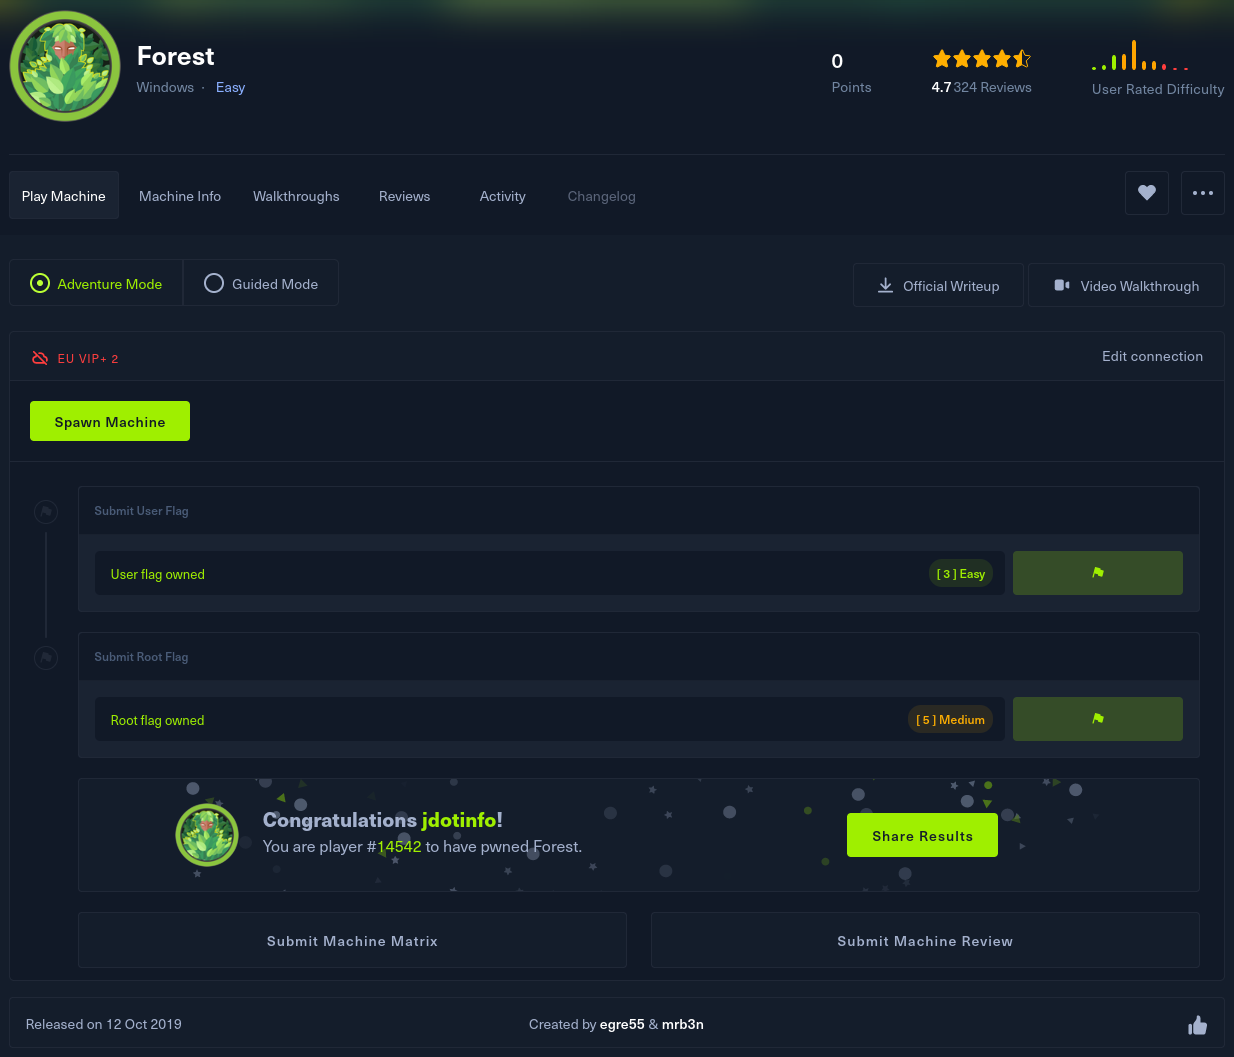 Forest
Windows · Easy
0
Points
4.7 324 Reviews
User Rated Difficulty
Play Machine
Machine Info
Walkthroughs
Reviews
Activity
Changelog
Adventure Mode
Guided Mode
Official Writeup
Video Walkthrough
EU VIP+ 2
Edit connection
Spawn Machine
Submit User Flag
User flag owned
[ 3 ] Easy
Submit Root Flag
Root flag owned
[ 5 ] Medium
Congratulations jdotinfo!
You are player #14542 to have pwned Forest.
Share Results
Submit Machine Matrix
Submit Machine Review
Released on 12 Oct 2019
Created by egre55 & mrb3n